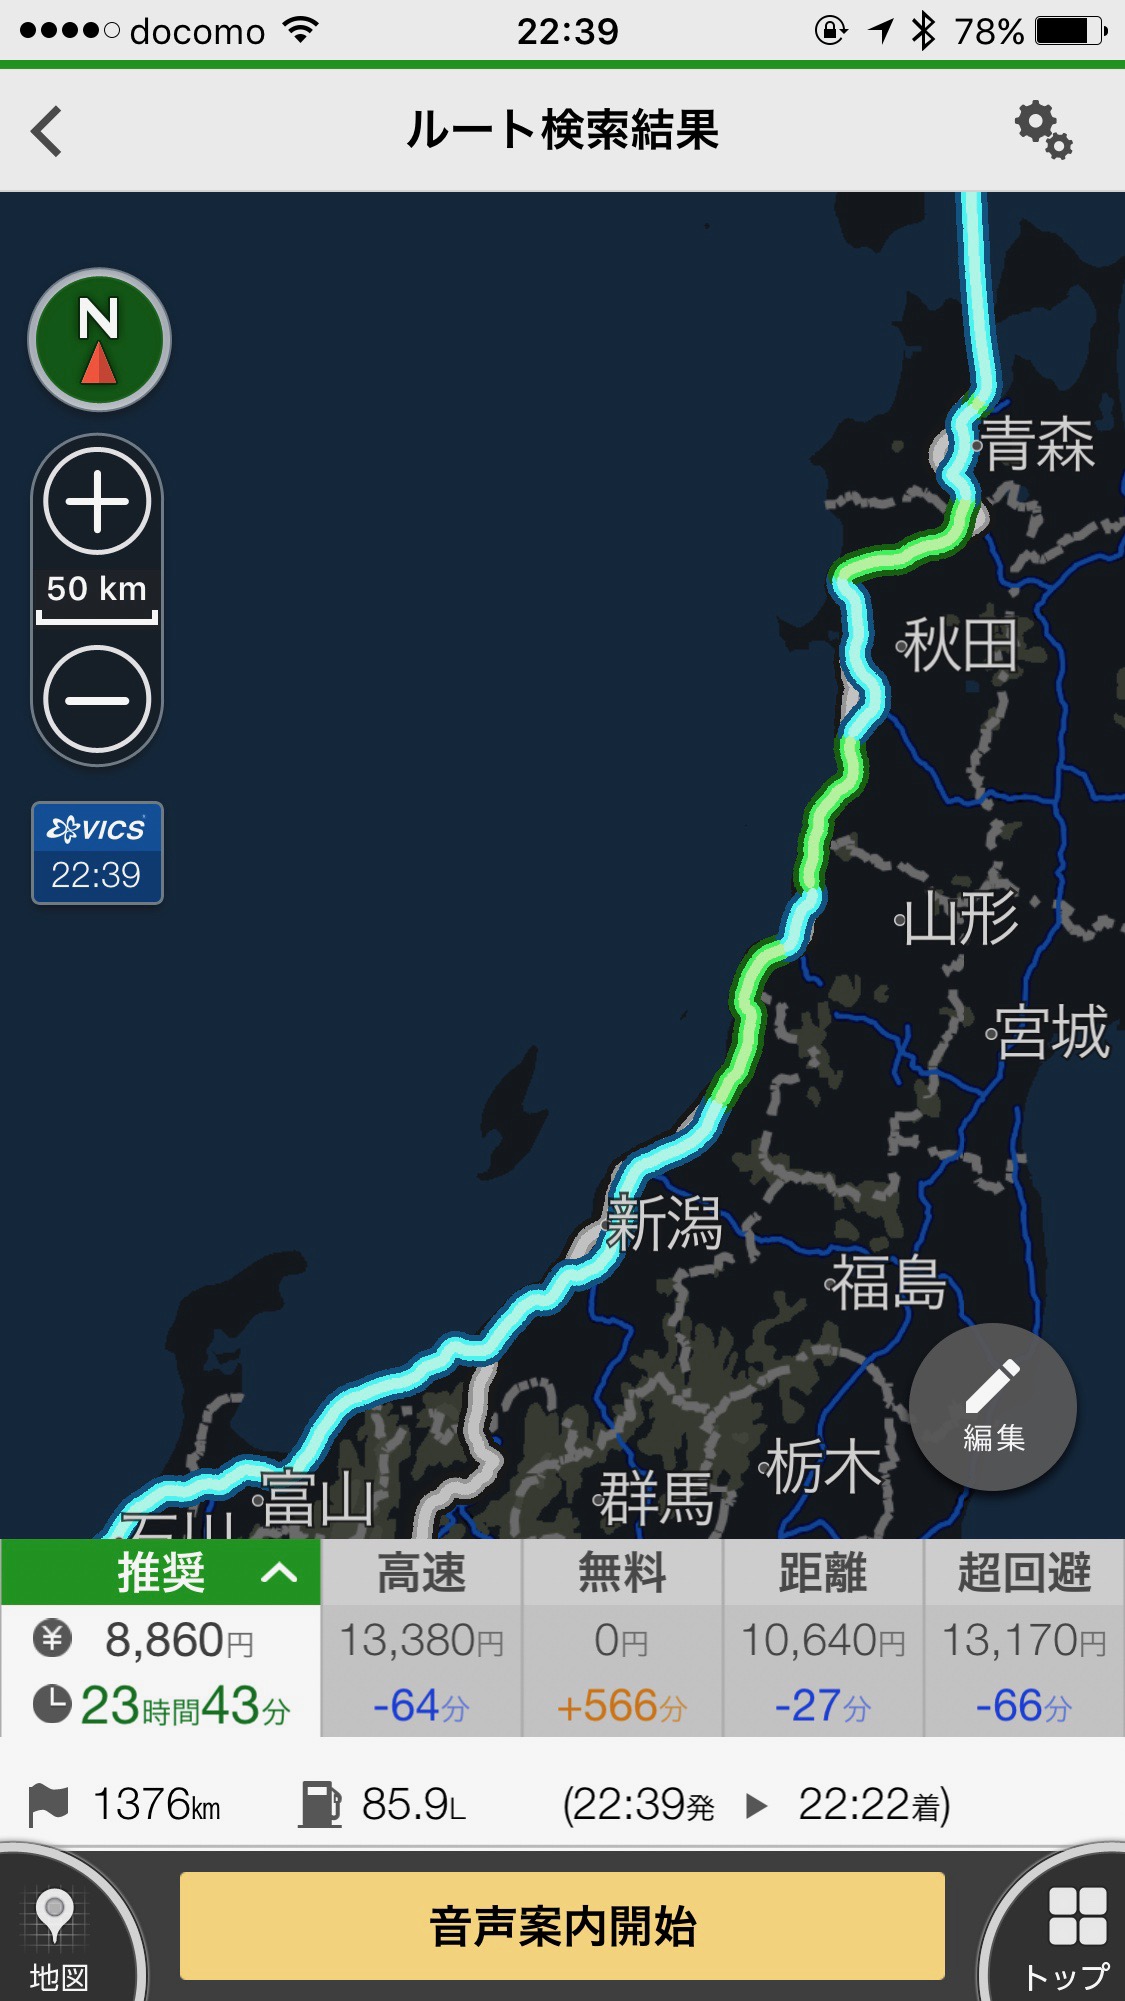 docomo 22:39 78%
ルート検索結果
N
50 km
VICS
22:39
青森
秋田
山形
宮城
新潟
福島
編集
栃木
群馬
富山
石川
推奨 高速 無料 距離 超回避
8,860円 13,380円 0円 10,640円 13,170円
23時間43分 -64分 +566分 -27分 -66分
1376km 85.9L (22:39発 ▶ 22:22着)
音声案内開始
地図
トップ